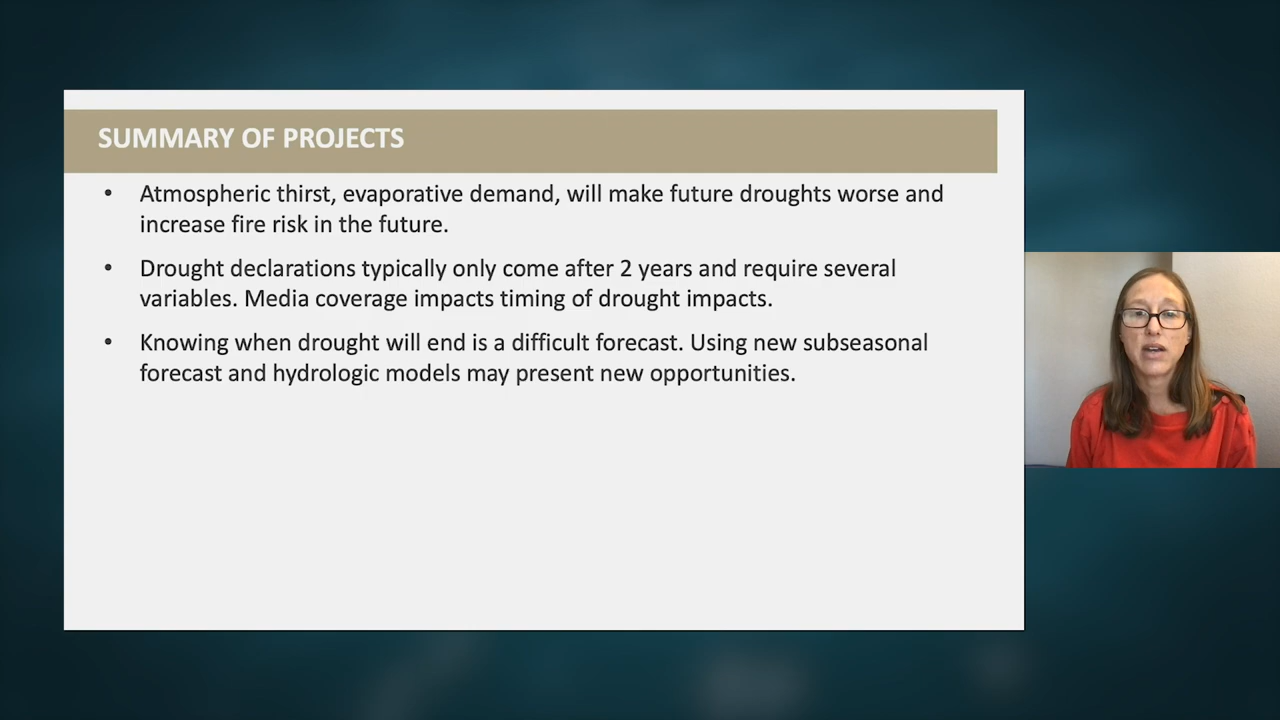 SUMMARY OF PROJECTS
• Atmospheric thirst, evaporative demand, will make future droughts worse and
increase fire risk in the future.
• Drought declarations typically only come after 2 years and require several
variables. Media coverage impacts timing of drought impacts.
• Knowing when drought will end is a difficult forecast. Using new subseasonal
forecast and hydrologic models may present new opportunities.